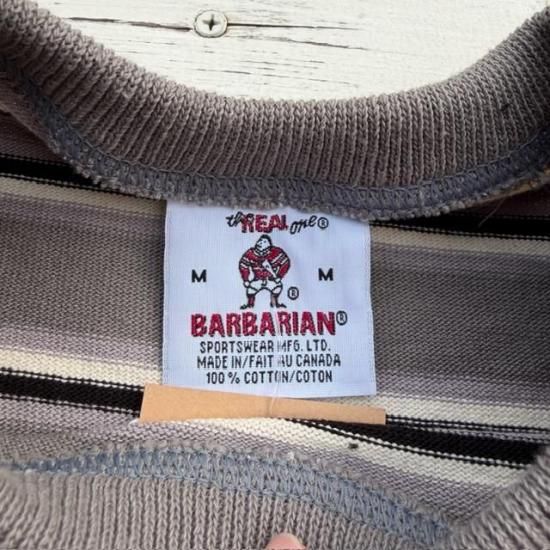 the REAL one®
M M
®
BARBARIAN®
SPORTSWEAR MFG. LTD.
MADE IN/FAIT AU CANADA
100% COTTON/COTON